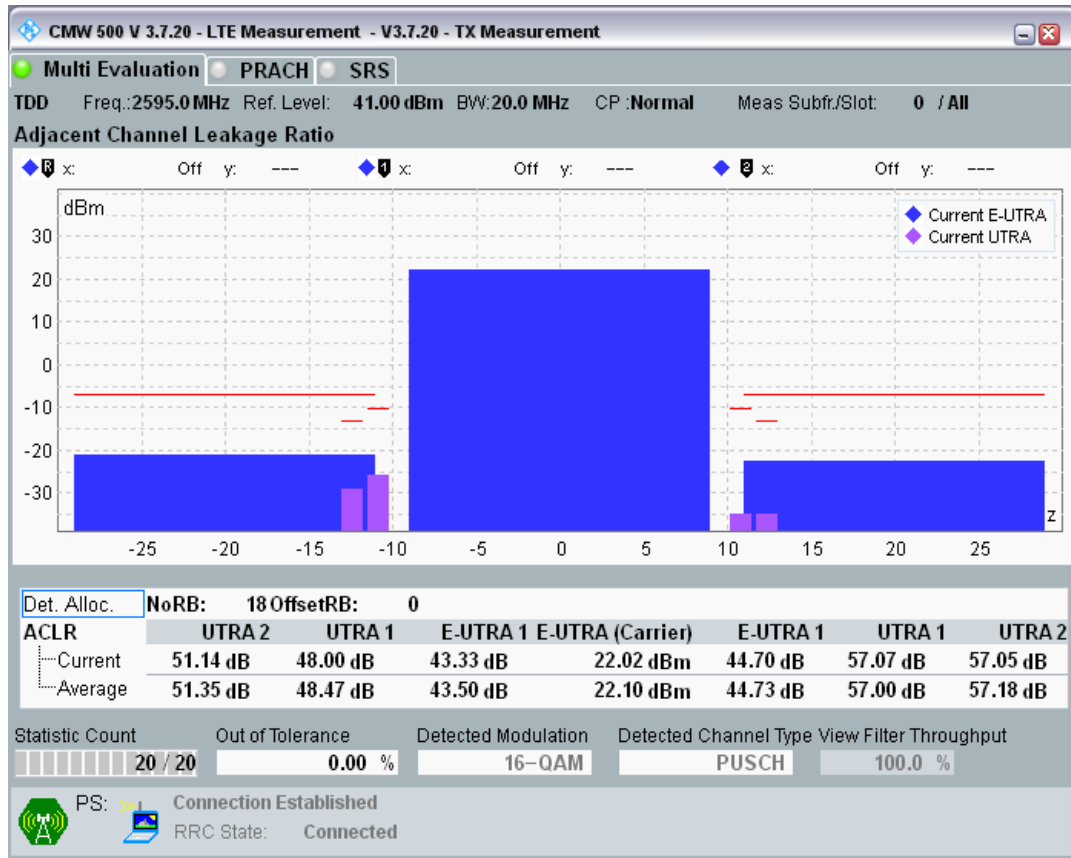 CMW 500 V 3.7.20 - LTE Measurement - V3.7.20 - TX Measurement
Multi Evaluation PRACH SRS
TDD Freq.:2595.0 MHz Ref. Level: 41.00 dBm BW:20.0 MHz CP :Normal Meas Subfr./Slot: 0 / All
Adjacent Channel Leakage Ratio
R x: Off y: --- 1 x: Off y: --- 2 x: Off y: ---
dBm
Current E-UTRA
Current UTRA
30
20
10
0
-10
-20
-30
z
-25 -20 -15 -10 -5 0 5 10 15 20 25
Det. Alloc. NoRB: 18 OffsetRB: 0
ACLR UTRA 2 UTRA 1 E-UTRA 1 E-UTRA (Carrier) E-UTRA 1 UTRA 1 UTRA 2
Current 51.14 dB 48.00 dB 43.33 dB 22.02 dBm 44.70 dB 57.07 dB 57.05 dB
Average 51.35 dB 48.47 dB 43.50 dB 22.10 dBm 44.73 dB 57.00 dB 57.18 dB
Statistic Count Out of Tolerance Detected Modulation Detected Channel Type View Filter Throughput
20 / 20 0.00 % 16-QAM PUSCH 100.0 %
PS: Connection Established
RRC State: Connected